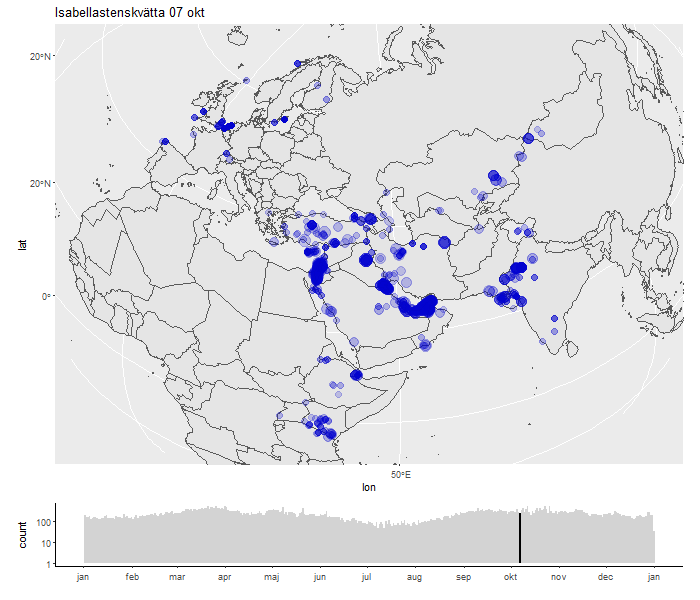 Isabellastenskvätta 07 okt
20°N
20°N
0°
lat
50°E
lon
count
100
10
1
jan feb mar apr maj jun jul aug sep okt nov dec jan